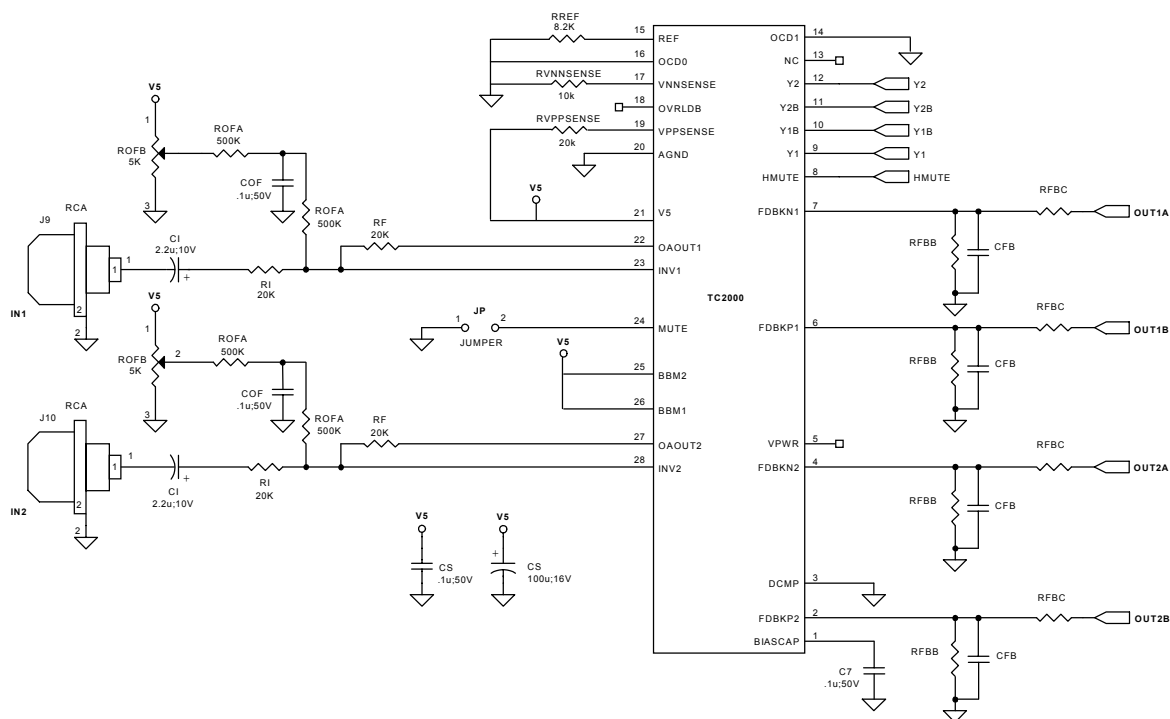 V5
1
ROFB
5K
3
ROFA
500K
COF
.1u;50V
ROFA
500K
J9
RCA
1
1
2
2
IN1
CI
2.2u;10V
+
RI
20K
RF
20K
V5
1
ROFB
5K
2
3
ROFA
500K
COF
.1u;50V
ROFA
500K
J10
RCA
1
1
2
2
IN2
CI
2.2u;10V
+
RI
20K
RF
20K
RREF
8.2K
RVNNSENSE
10k
RVPPSENSE
20k
V5
JP
1
2
JUMPER
V5
V5
CS
.1u;50V
V5
+
CS
100u;16V
15
REF
16
OCD0
17
VNNSENSE
18
OVRLDB
19
VPPSENSE
20
AGND
21
V5
22
OAOUT1
23
INV1
24
MUTE
25
BBM2
26
BBM1
27
OAOUT2
28
INV2
TC2000
OCD1
14
NC
13
Y2
12
Y2
Y2B
11
Y2B
Y1B
10
Y1B
Y1
9
Y1
HMUTE
8
HMUTE
FDBKN1
7
RFBC
OUT1A
RFBB
CFB
FDBKP1
6
RFBC
OUT1B
RFBB
CFB
VPWR
5
FDBKN2
4
RFBC
OUT2A
RFBB
CFB
DCMP
3
FDBKP2
2
RFBC
OUT2B
RFBB
CFB
BIASCAP
1
C7
.1u;50V